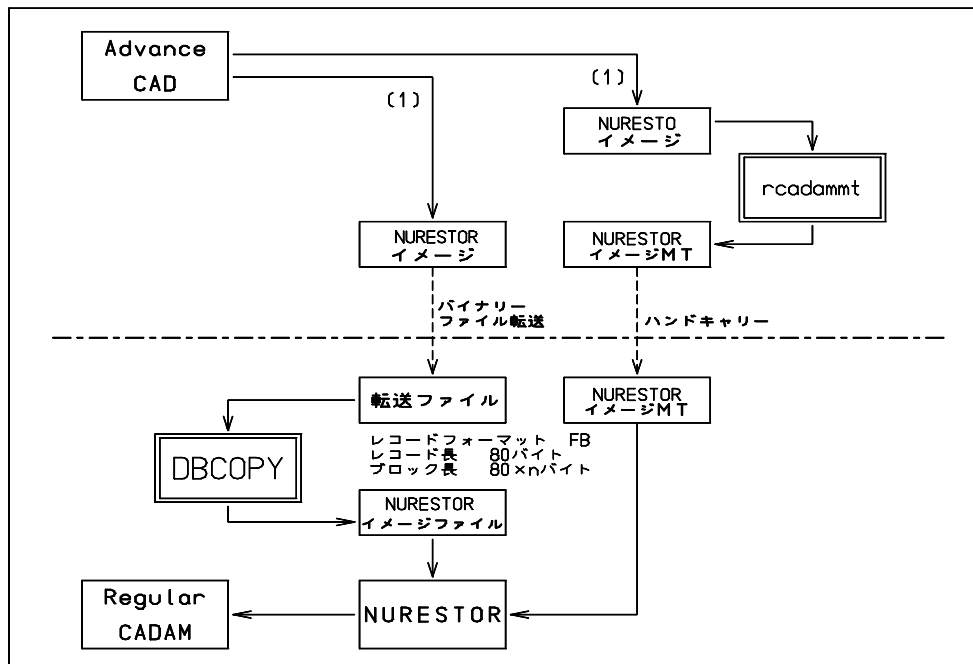 Advance
CAD
(1)
(1)
NURESTO
イメージ
rcadammt
NURESTOR
イメージ
NURESTOR
イメージMT
バイナリー
ファイル転送
ハンドキャリー
転送ファイル
NURESTOR
イメージMT
レコードフォーマット FB
レコード長 80バイト
ブロック長 80×nバイト
DBCOPY
NURESTOR
イメージファイル
Regular
CADAM
NURESTOR